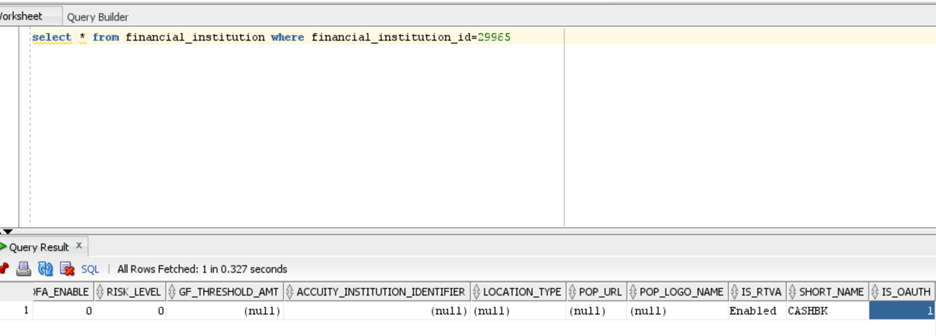 Worksheet Query Builder
select * from financial_institution where financial_institution_id=29965
Query Result x
SQL | All Rows Fetched: 1 in 0.327 seconds
FA_ENABLE RISK_LEVEL GF_THRESHOLD_AMT ACCUITY_INSTITUTION_IDENTIFIER LOCATION_TYPE POP_URL POP_LOGO_NAME IS_RTVA SHORT_NAME IS_OAUTH
1 0 0 (null) (null) (null) (null) (null) Enabled CASHBK 1